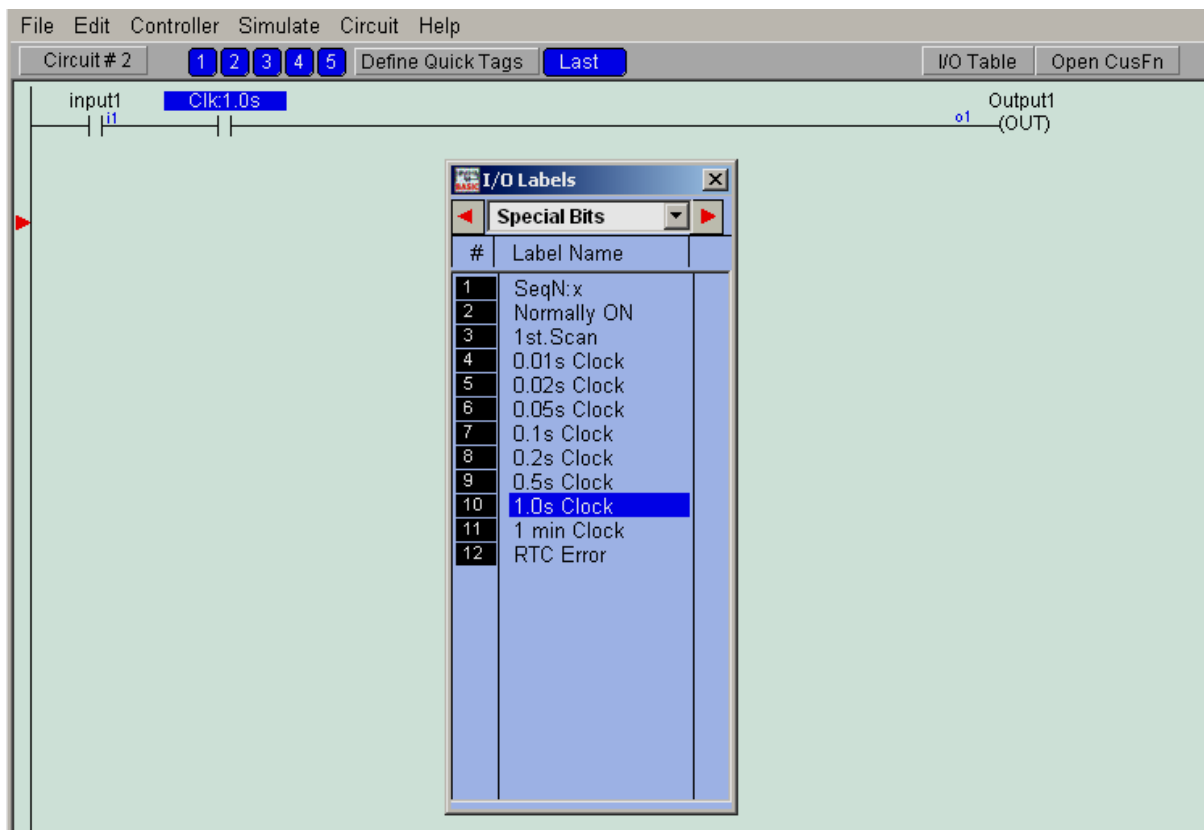 File Edit Controller Simulate Circuit Help
Circuit # 2 1 2 3 4 5 Define Quick Tags Last I/O Table Open CusFn
input1 Clk:1.0s Output1
i1 o1 (OUT)
I/O Labels
Special Bits
# Label Name
1 SeqN:x
2 Normally ON
3 1st.Scan
4 0.01s Clock
5 0.02s Clock
6 0.05s Clock
7 0.1s Clock
8 0.2s Clock
9 0.5s Clock
10 1.0s Clock
11 1 min Clock
12 RTC Error